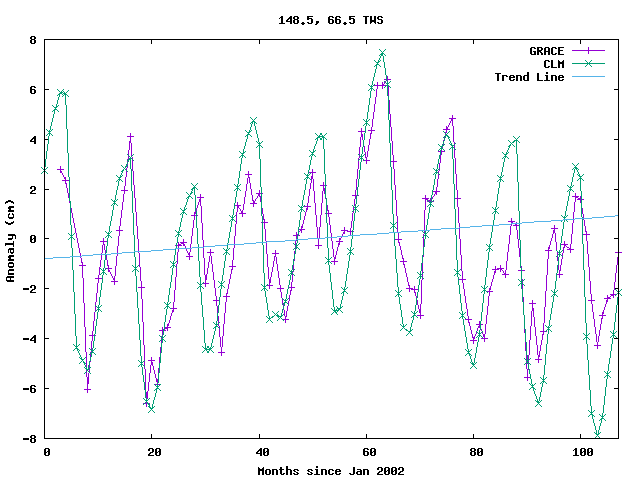 148.5, 66.5 TWS
GRACE
CLM
Trend Line
8
6
4
2
0
-2
-4
-6
-8
Anomaly (cm)
0 20 40 60 80 100
Months since Jan 2002